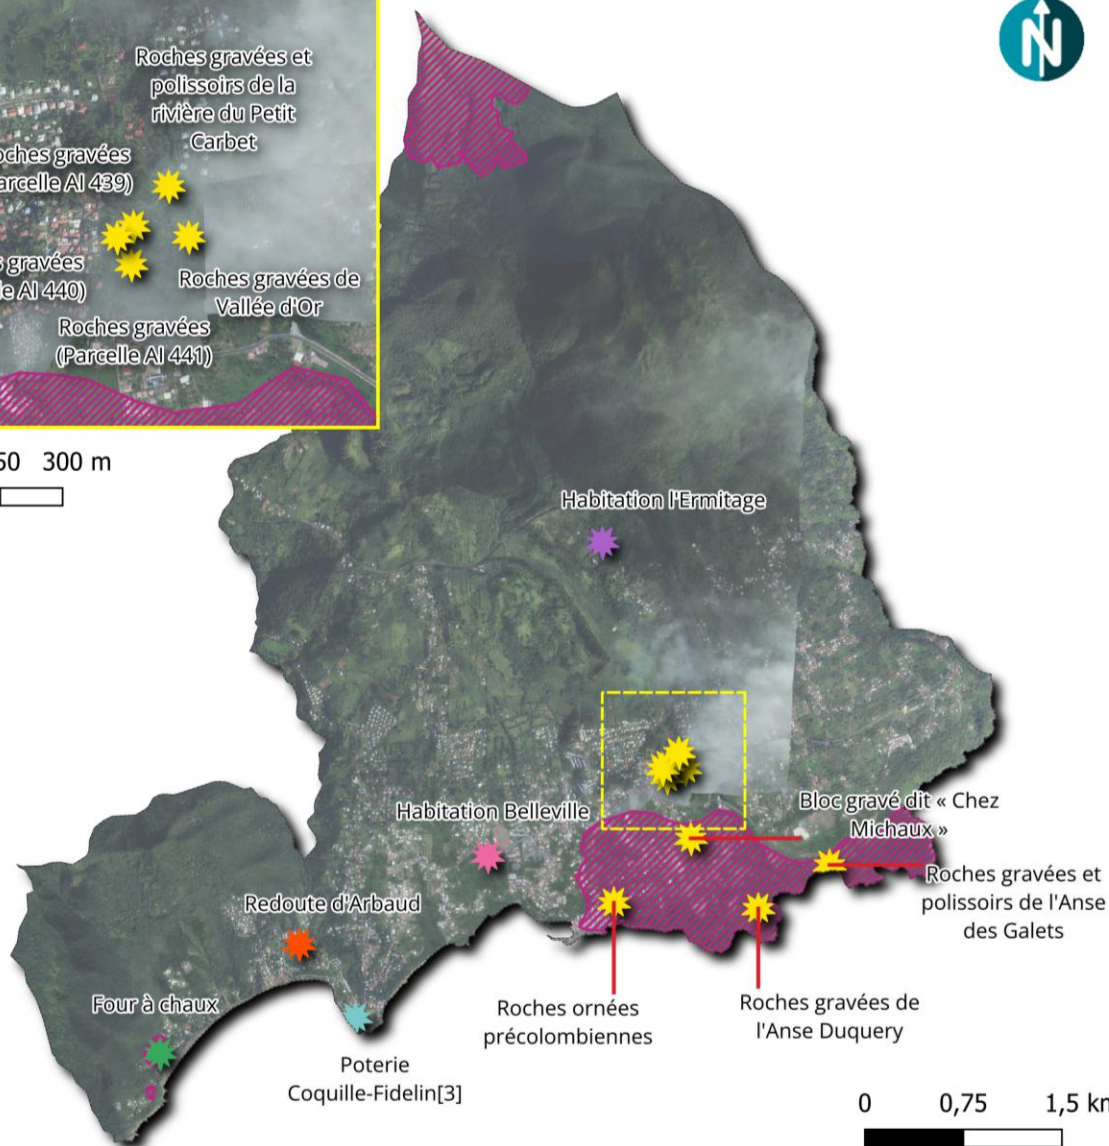 Roches gravées et
polissoirs de la
rivière du Petit
Carbet
oches gravées
arcelle AI 439)
s gravées
le AI 440)
Roches gravées de
Vallée d'Or
Roches gravées
(Parcelle AI 441)
50 300 m
N
Habitation l'Ermitage
Habitation Belleville
Bloc gravé dit « Chez
Michaux »
Roches gravées et
polissoirs de l'Anse
des Galets
Redoute d'Arbaud
Four à chaux
Roches ornées
précolombiennes
Roches gravées de
l'Anse Duquery
Poterie
Coquille-Fidelin[3]
0 0,75 1,5 km